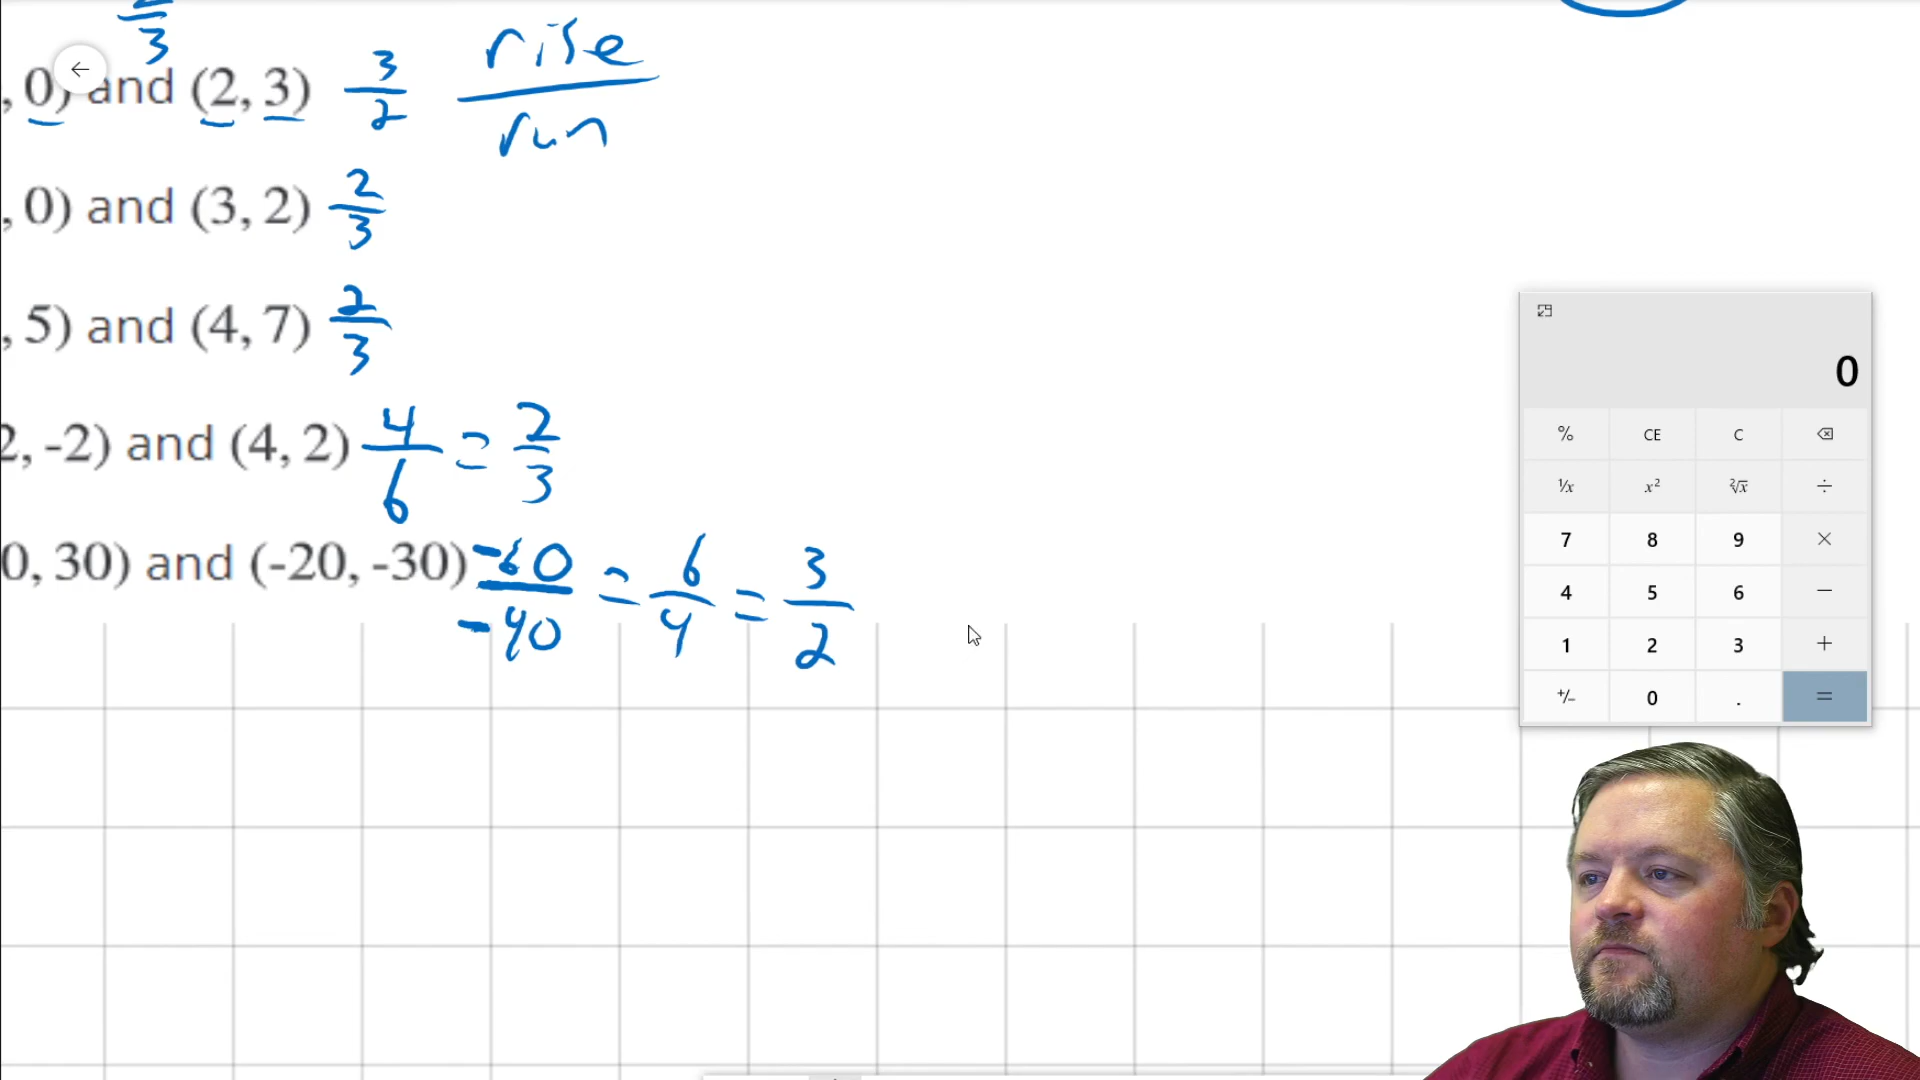 2/3
, 0) and (2, 3) 3/2 rise/run
, 0) and (3, 2) 2/3
, 5) and (4, 7) 2/3
2, -2) and (4, 2) 4/6 = 2/3
0, 30) and (-20, -30) -60/-40 = 6/4 = 3/2
0
% CE C
1/x x² ²√x ÷
7 8 9 ×
4 5 6 −
1 2 3 +
+/− 0 . =